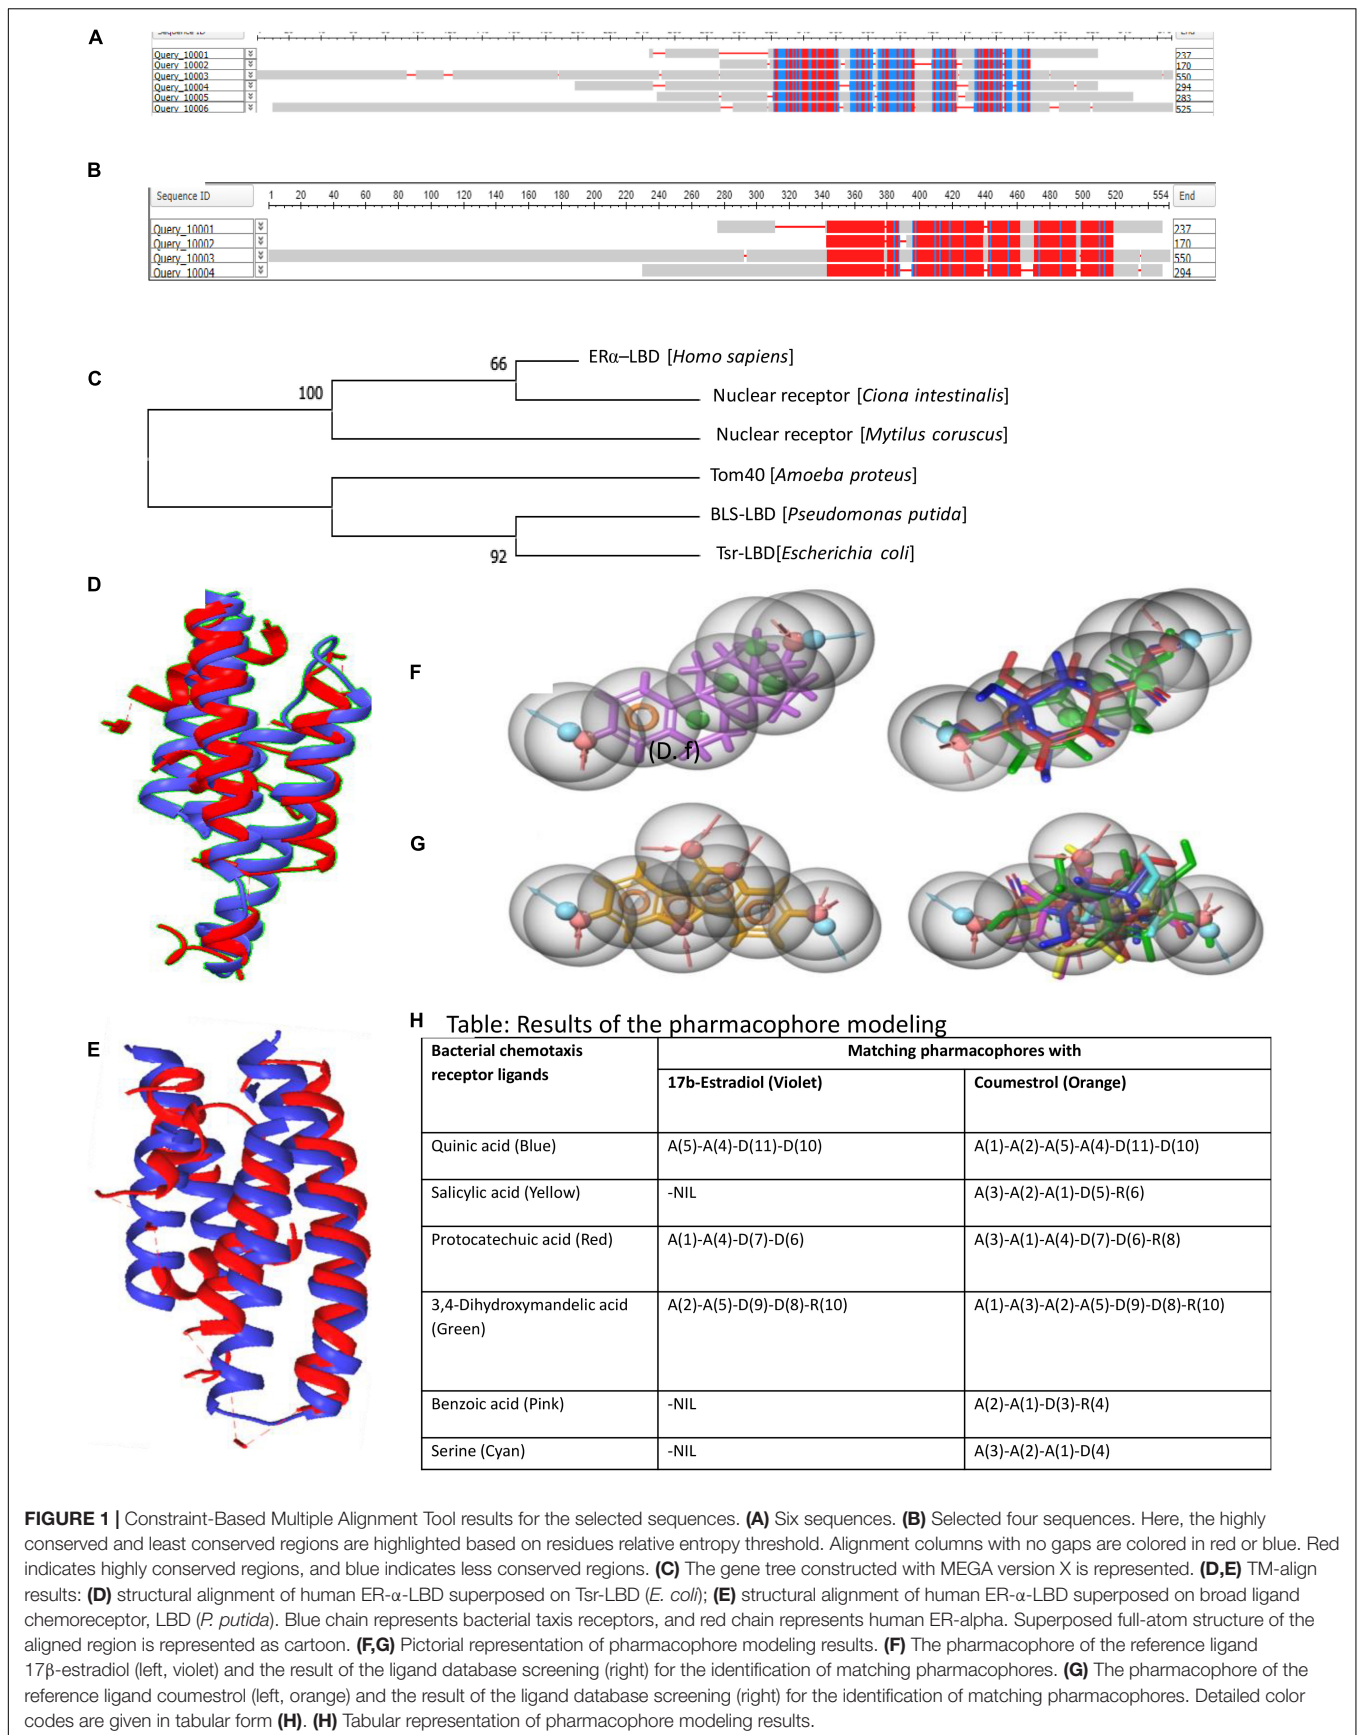 A
Sequence ID
End
Query_10001
237
Query_10002
170
Query_10003
550
Query_10004
294
Query_10005
283
Query_10006
525
B
Sequence ID
1 20 40 60 80 100 120 140 160 180 200 220 240 260 280 300 320 340 360 380 400 420 440 460 480 500 520 554
End
Query_10001
237
Query_10002
170
Query_10003
550
Query_10004
294
C
ERα–LBD [Homo sapiens]
66
Nuclear receptor [Ciona intestinalis]
100
Nuclear receptor [Mytilus coruscus]
Tom40 [Amoeba proteus]
BLS-LBD [Pseudomonas putida]
92
Tsr-LBD[Escherichia coli]
D
F
(D. f)
G
E
H Table: Results of the pharmacophore modeling
Bacterial chemotaxis receptor ligands
Matching pharmacophores with
17b-Estradiol (Violet)
Coumestrol (Orange)
Quinic acid (Blue)
A(5)-A(4)-D(11)-D(10)
A(1)-A(2)-A(5)-A(4)-D(11)-D(10)
Salicylic acid (Yellow)
-NIL
A(3)-A(2)-A(1)-D(5)-R(6)
Protocatechuic acid (Red)
A(1)-A(4)-D(7)-D(6)
A(3)-A(1)-A(4)-D(7)-D(6)-R(8)
3,4-Dihydroxymandelic acid (Green)
A(2)-A(5)-D(9)-D(8)-R(10)
A(1)-A(3)-A(2)-A(5)-D(9)-D(8)-R(10)
Benzoic acid (Pink)
-NIL
A(2)-A(1)-D(3)-R(4)
Serine (Cyan)
-NIL
A(3)-A(2)-A(1)-D(4)
FIGURE 1 | Constraint-Based Multiple Alignment Tool results for the selected sequences. (A) Six sequences. (B) Selected four sequences. Here, the highly
conserved and least conserved regions are highlighted based on residues relative entropy threshold. Alignment columns with no gaps are colored in red or blue. Red
indicates highly conserved regions, and blue indicates less conserved regions. (C) The gene tree constructed with MEGA version X is represented. (D,E) TM-align
results: (D) structural alignment of human ER-α-LBD superposed on Tsr-LBD (E. coli); (E) structural alignment of human ER-α-LBD superposed on broad ligand
chemoreceptor, LBD (P. putida). Blue chain represents bacterial taxis receptors, and red chain represents human ER-alpha. Superposed full-atom structure of the
aligned region is represented as cartoon. (F,G) Pictorial representation of pharmacophore modeling results. (F) The pharmacophore of the reference ligand
17β-estradiol (left, violet) and the result of the ligand database screening (right) for the identification of matching pharmacophores. (G) The pharmacophore of the
reference ligand coumestrol (left, orange) and the result of the ligand database screening (right) for the identification of matching pharmacophores. Detailed color
codes are given in tabular form (H). (H) Tabular representation of pharmacophore modeling results.